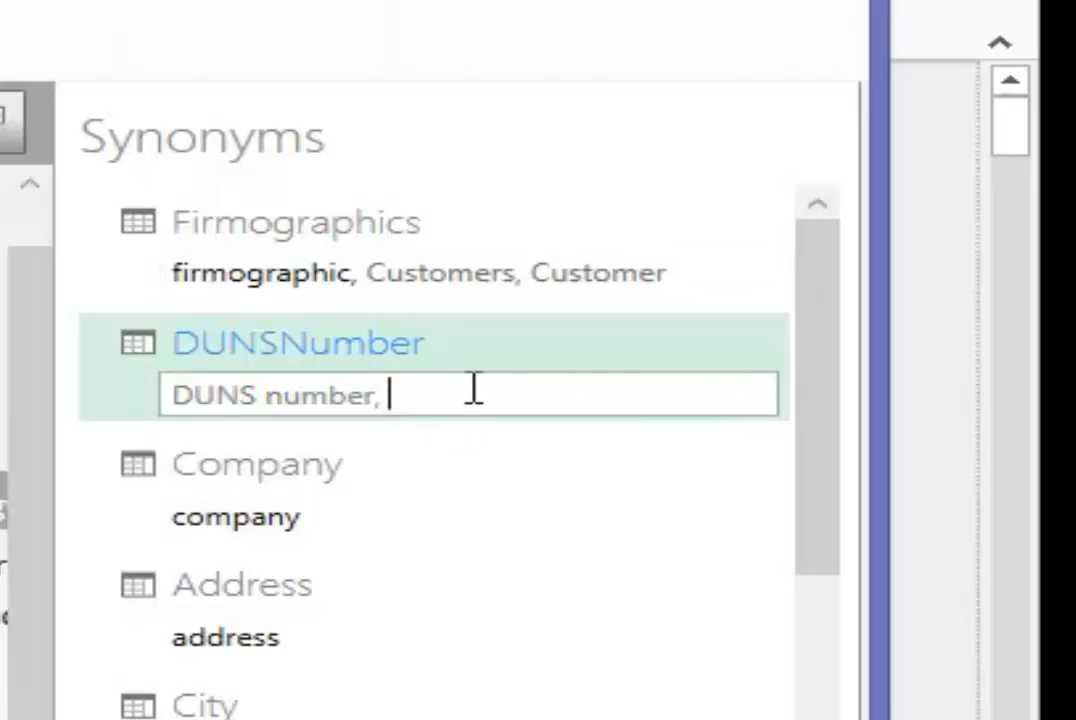 Synonyms
Firmographics
firmographic, Customers, Customer
DUNSNumber
DUNS number,
Company
company
Address
address
City